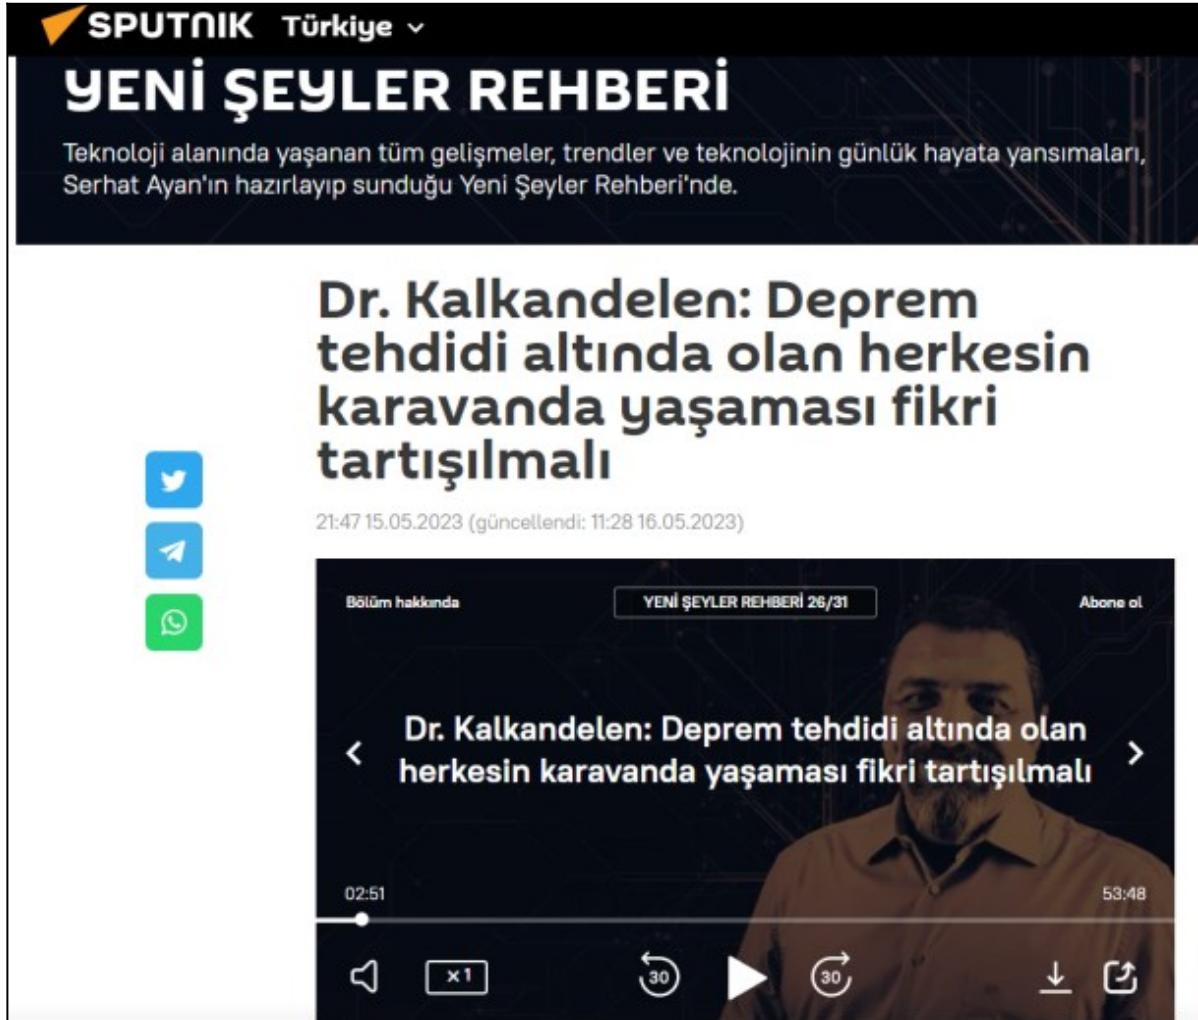 SPUTNIK Türkiye
YENİ ŞEYLER REHBERİ
Teknoloji alanında yaşanan tüm gelişmeler, trendler ve teknolojinin günlük hayata yansımaları,
Serhat Ayan'ın hazırlayıp sunduğu Yeni Şeyler Rehberi'nde.
Dr. Kalkandelen: Deprem
tehdidi altında olan herkesin
karavanda yaşaması fikri
tartışılmalı
21:47 15.05.2023 (güncellendi: 11:28 16.05.2023)
Bölüm hakkında YENİ ŞEYLER REHBERİ 26/31 Abone ol
Dr. Kalkandelen: Deprem tehdidi altında olan
herkesin karavanda yaşaması fikri tartışılmalı
02:51 53:48
x1 30 30